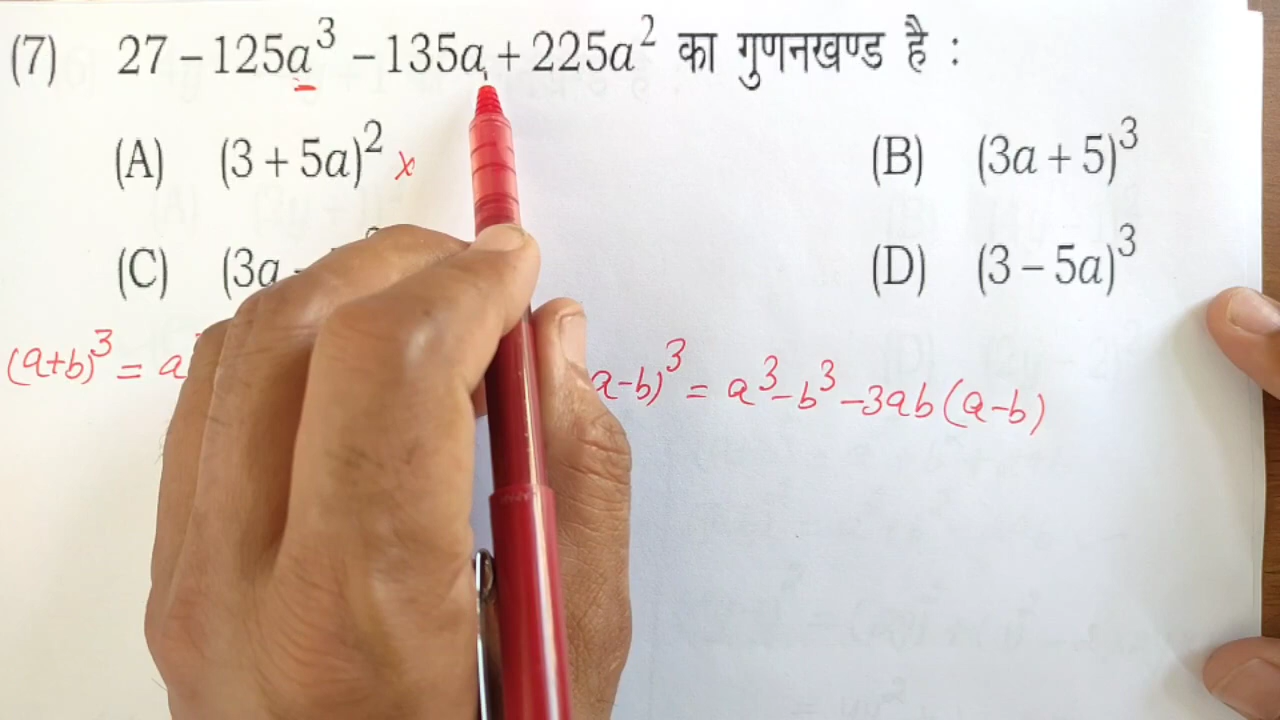 (7) 27 – 125a³ – 135a + 225a² का गुणनखण्ड है :
(A) (3 + 5a)² x (B) (3a + 5)³
(C) (3a - (D) (3 – 5a)³
(a+b)³ = a a-b)³ = a³-b³-3ab(a-b)